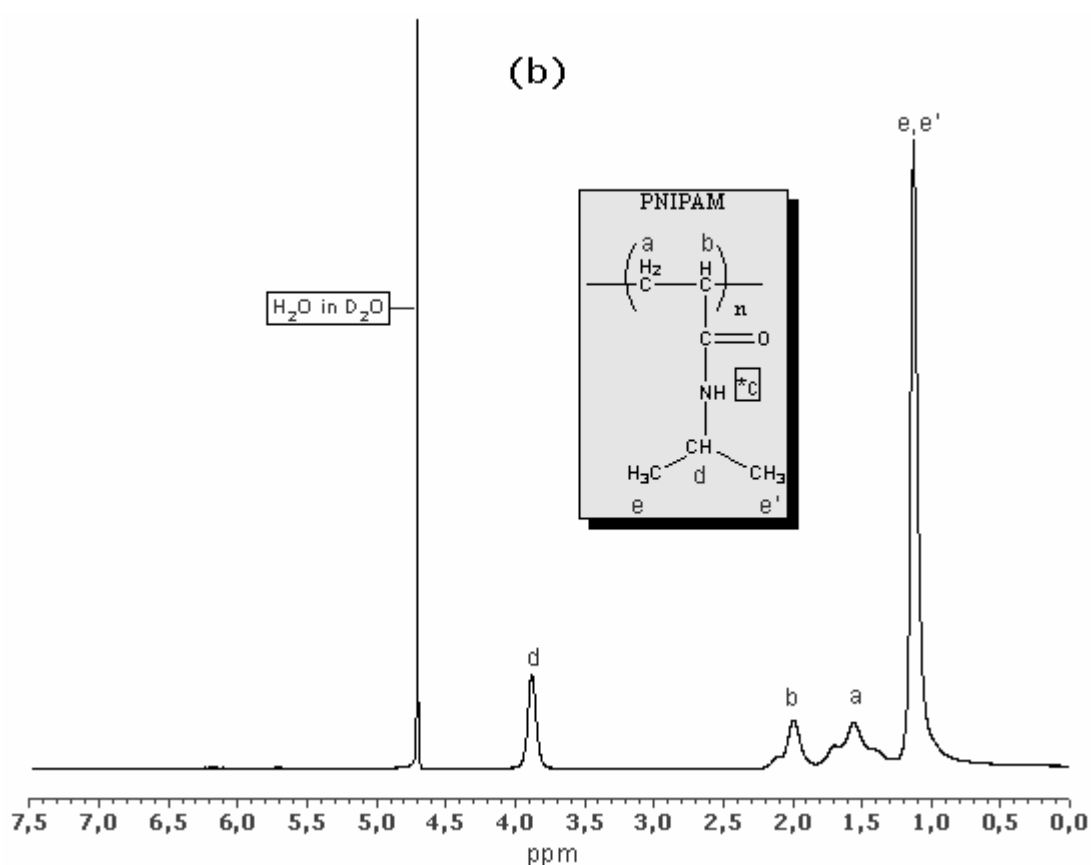 (b)
e, e'
PNIPAM
a b
H2 H
C C
n
H2O in D2O
C O
NH *C
CH
H3C CH3
d
e e'
d
b a
7,5 7,0 6,5 6,0 5,5 5,0 4,5 4,0 3,5 3,0 2,5 2,0 1,5 1,0 0,5 0,0
ppm